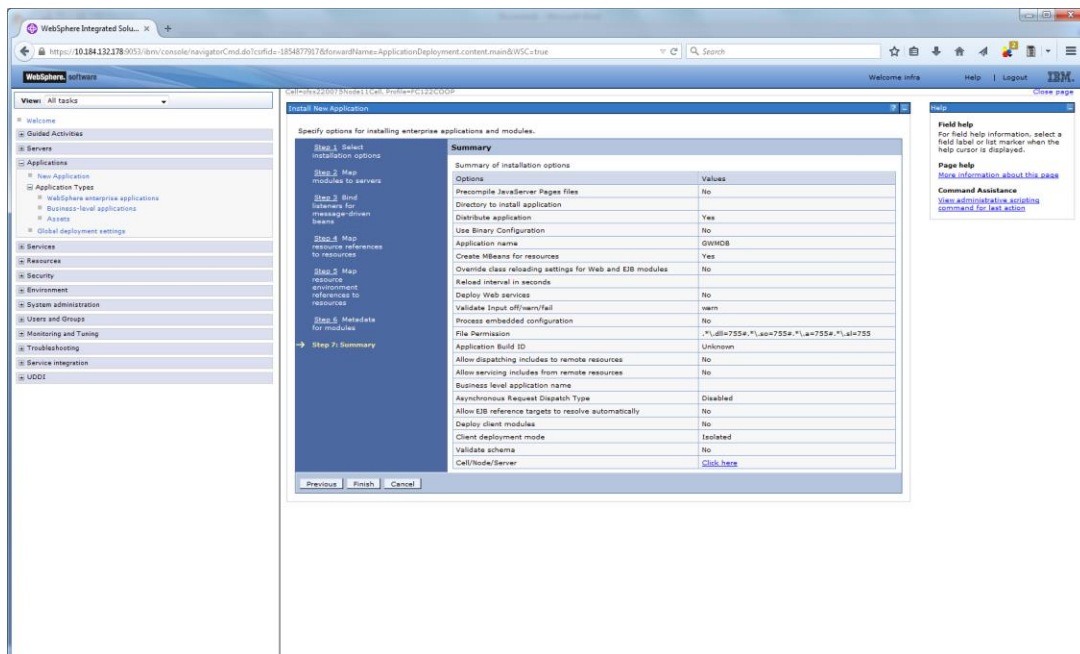 WebSphere Integrated Solu... × +
https://10.184.132.178:9053/ibm/console/navigatorCmd.do?csrfid=-1854877917&forwardName=ApplicationDeployment.content.main&WSC=true
Search
WebSphere. software
Welcome infra Help | Logout IBM.
View: All tasks
Welcome
Guided Activities
Servers
Applications
New Application
Application Types
WebSphere enterprise applications
Business-level applications
Assets
Global deployment settings
Services
Resources
Security
Environment
System administration
Users and Groups
Monitoring and Tuning
Troubleshooting
Service integration
UDDI
Close page
Install New Application ? –
Specify options for installing enterprise applications and modules.
Step 1 Select
installation options
Step 2 Map
modules to servers
Step 3 Bind
listeners for
message-driven
beans
Step 4 Map
resource references
to resources
Step 5 Map
resource
environment
references to
resources
Step 6 Metadata
for modules
Step 7: Summary
Summary
Summary of installation options
Options Values
Precompile JavaServer Pages files No
Directory to install application
Distribute application Yes
Use Binary Configuration No
Application name GWMDB
Create MBeans for resources Yes
Override class reloading settings for Web and EJB modules No
Reload interval in seconds
Deploy Web services No
Validate Input off/warn/fail warn
Process embedded configuration No
File Permission .*\.dll=755#.*\.so=755#.*\.a=755#.*\.sl=755
Application Build ID Unknown
Allow dispatching includes to remote resources No
Allow servicing includes from remote resources No
Business level application name
Asynchronous Request Dispatch Type Disabled
Allow EJB reference targets to resolve automatically No
Deploy client modules No
Client deployment mode Isolated
Validate schema No
Cell/Node/Server Click here
Previous Finish Cancel
Help
Field help
For field help information, select a
field label or list marker when the
help cursor is displayed.
Page help
More information about this page
Command Assistance
View administrative scripting
command for last action